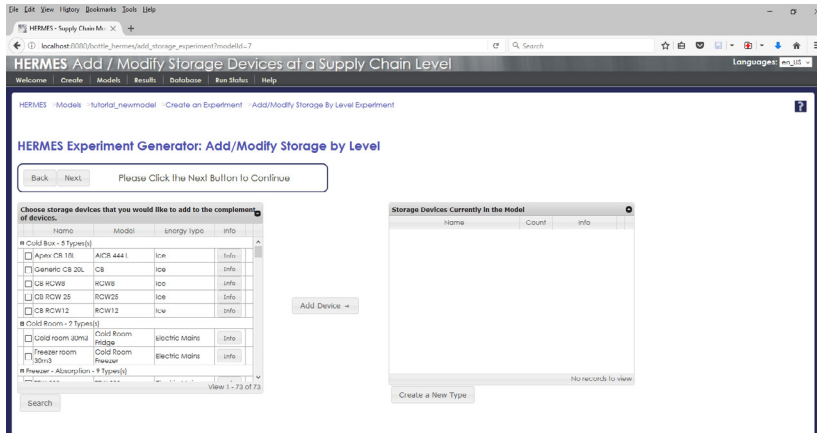 File Edit View History Bookmarks Tools Help
HERMES - Supply Chain Mo
localhost:8080/bottle_hermes/add_storage_experiment?modelId=7
Search
HERMES Add / Modify Storage Devices at a Supply Chain Level
Languages: en_US
Welcome Create Models Results Database Run Status Help
HERMES Models tutorial_newmodel Create an Experiment Add/Modify Storage By Level Experiment
?
HERMES Experiment Generator: Add/Modify Storage by Level
Back Next Please Click the Next Button to Continue
Choose storage devices that you would like to add to the complement
of devices.
Name Model Energy Type Info
Cold Box - 5 Types(s)
Apex CB 10L AICB 444 L Ice Info
Generic CB 20L CB Ice Info
CB RCW8 RCW8 Ice Info
CB RCW 25 RCW25 Ice Info
CB RCW12 RCW12 Ice Info
Cold Room - 2 Types(s)
Cold room 30m3 Cold Room Fridge Electric Mains Info
Freezer room 30m3 Cold Room Freezer Electric Mains Info
Freezer - Absorption - 9 Types(s)
View 1 - 73 of 73
Search
Add Device →
Storage Devices Currently in the Model
Name Count Info
No records to view
Create a New Type